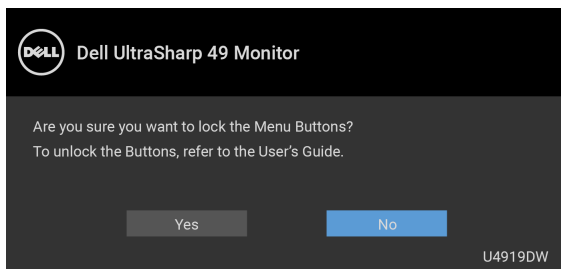 DELL
Dell UltraSharp 49 Monitor
Are you sure you want to lock the Menu Buttons?
To unlock the Buttons, refer to the User’s Guide.
Yes
No
U4919DW